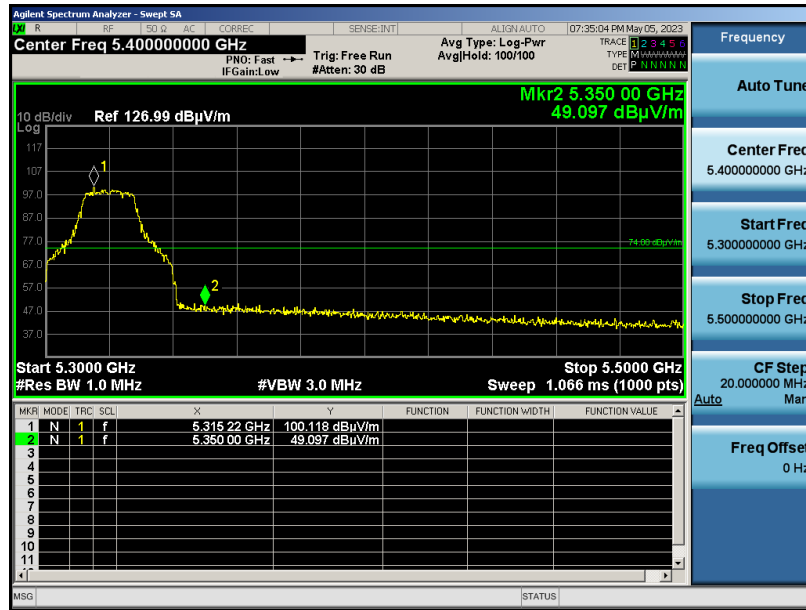 Agilent Spectrum Analyzer - Swept SA
LXI R RF 50 Ω AC CORREC SENSE:INT ALIGN AUTO 07:35:04 PM May 05, 2023
Center Freq 5.400000000 GHz
PNO: Fast
IFGain:Low
Trig: Free Run
#Atten: 30 dB
Avg Type: Log-Pwr
Avg|Hold: 100/100
TRACE 1 2 3 4 5 6
TYPE M WWWWW
DET P N N N N N
Mkr2 5.350 00 GHz
49.097 dBµV/m
10 dB/div
Log
Ref 126.99 dBµV/m
117
107
97.0
87.0
77.0
67.0
57.0
47.0
37.0
1
2
74.00 dBµV/m
Start 5.3000 GHz
Stop 5.5000 GHz
#Res BW 1.0 MHz
#VBW 3.0 MHz
Sweep 1.066 ms (1000 pts)
MKR MODE TRC SCL X Y FUNCTION FUNCTION WIDTH FUNCTION VALUE
1 N 1 f 5.315 22 GHz 100.118 dBµV/m
2 N 1 f 5.350 00 GHz 49.097 dBµV/m
3
4
5
6
7
8
9
10
11
MSG
STATUS
Frequency
Auto Tune
Center Freq
5.400000000 GHz
Start Freq
5.300000000 GHz
Stop Freq
5.500000000 GHz
CF Step
20.000000 MHz
Auto Man
Freq Offset
0 Hz